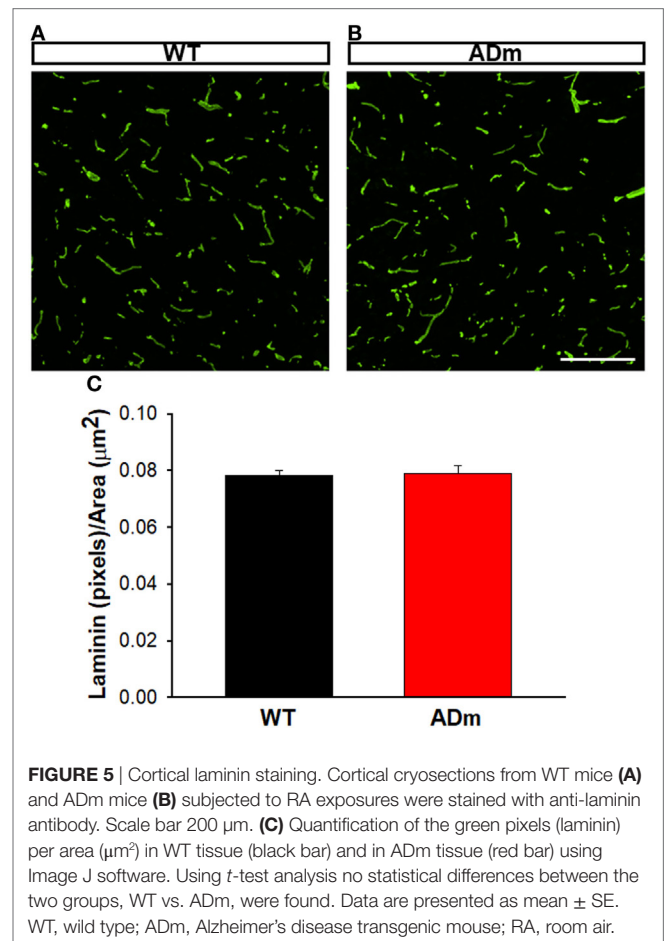 A
WT
B
ADm
C
Laminin (pixels)/Area (μm²)
0.10
0.08
0.06
0.04
0.02
0.00
WT
ADm
FIGURE 5 | Cortical laminin staining. Cortical cryosections from WT mice (A)
and ADm mice (B) subjected to RA exposures were stained with anti-laminin
antibody. Scale bar 200 μm. (C) Quantification of the green pixels (laminin)
per area (μm²) in WT tissue (black bar) and in ADm tissue (red bar) using
Image J software. Using t-test analysis no statistical differences between the
two groups, WT vs. ADm, were found. Data are presented as mean ± SE.
WT, wild type; ADm, Alzheimer's disease transgenic mouse; RA, room air.